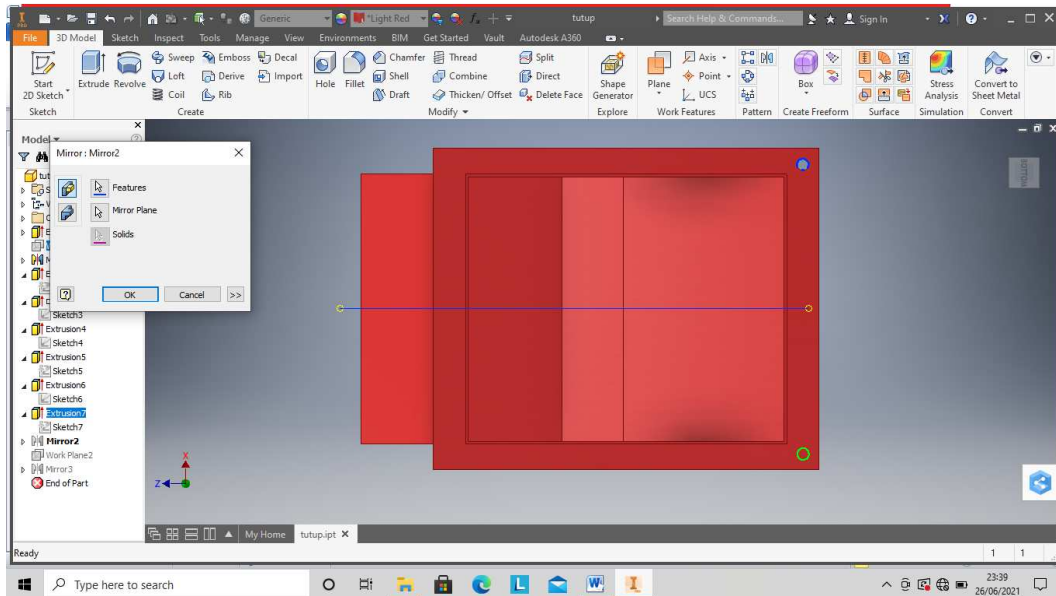 Generic
*Light Red
tutup
Search Help & Commands...
Sign In
File 3D Model Sketch Inspect Tools Manage View Environments BIM Get Started Vault Autodesk A360
Start 2D Sketch
Extrude Revolve
Sweep Emboss Decal
Loft Derive Import
Coil Rib
Hole Fillet
Chamfer Thread Split
Shell Combine Direct
Draft Thicken/ Offset Delete Face
Shape Generator
Plane
Axis
Point
UCS
Box
Stress Analysis
Convert to Sheet Metal
Sketch Create Modify Explore Work Features Pattern Create Freeform Surface Simulation Convert
Model
Mirror : Mirror2
Features
Mirror Plane
Solids
OK Cancel >>
Sketch3
Extrusion4
Sketch4
Extrusion5
Sketch5
Extrusion6
Sketch6
Extrusion7
Sketch7
Mirror2
Work Plane2
Mirror3
End of Part
X
Z
BOTTOM
My Home tutup.ipt
Ready
1 1
Type here to search
23:39
26/06/2021